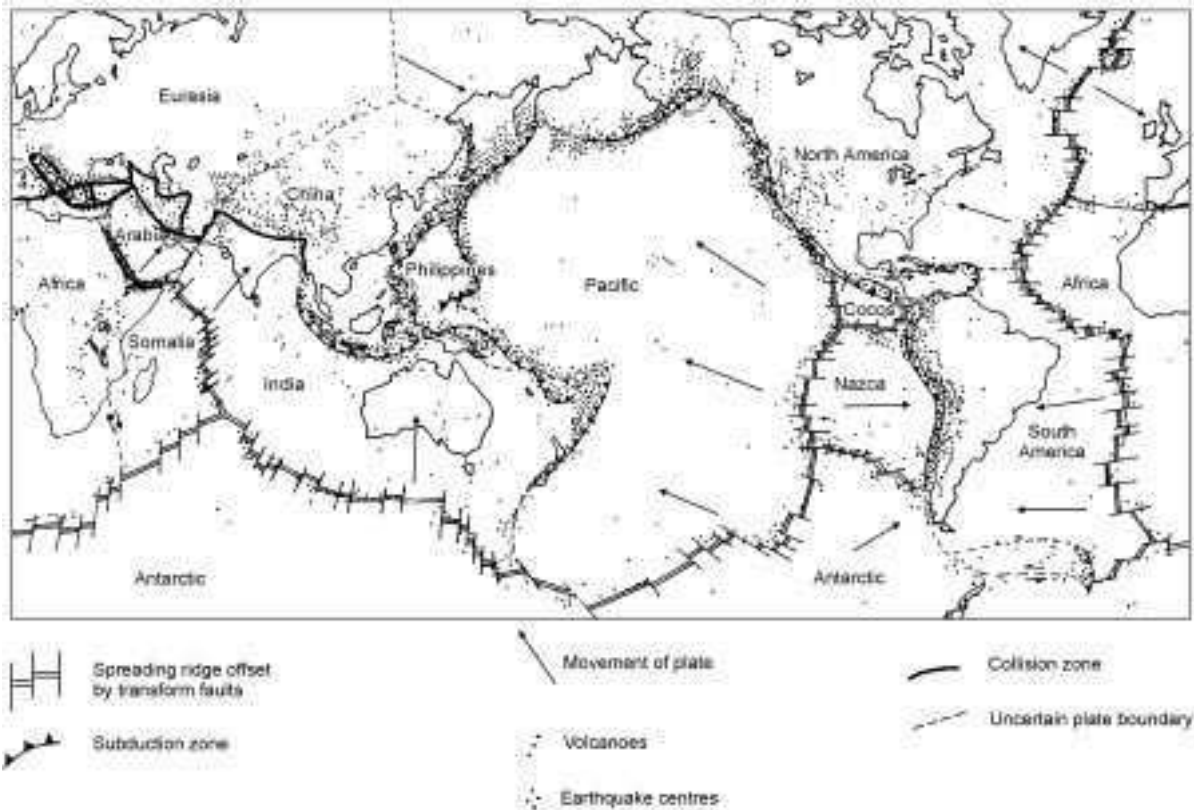 Eurasia
China
North America
Arabia
Africa
Philippines
Pacific
Cocos
Africa
Somalia
India
Nazca
South
America
Antarctic
Antarctic
Spreading ridge offset
by transform faults
Movement of plate
Collision zone
Uncertain plate boundary
Subduction zone
Volcanoes
Earthquake centres